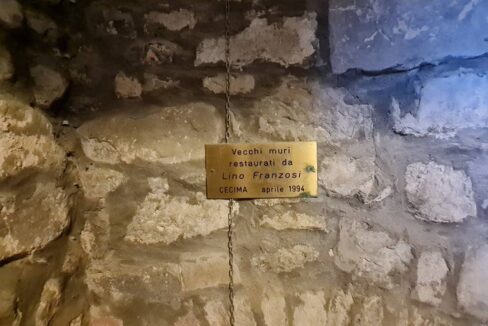 Vecchi muri
restaurati da
Lino Franzosi
CECIMA aprile 1994